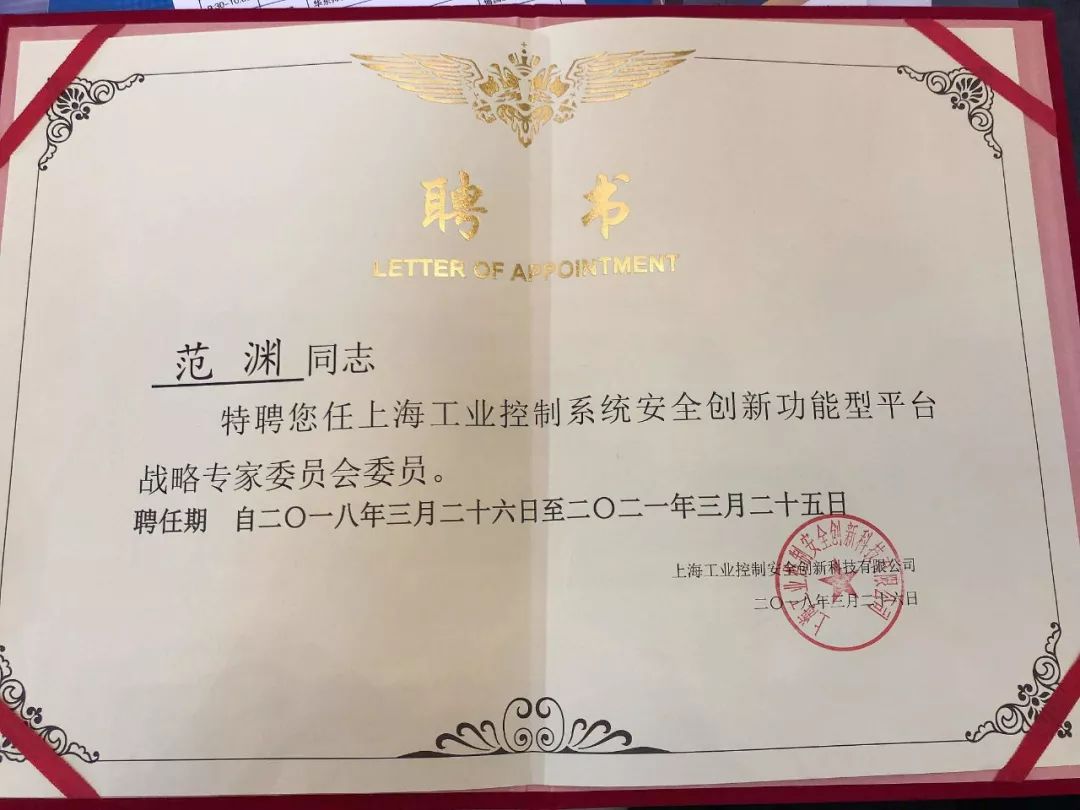 聘书
LETTER OF APPOINTMENT
范渊同志
特聘您任上海工业控制系统安全创新功能型平台
战略专家委员会委员。
聘任期 自二〇一八年三月二十六日至二〇二一年三月二十五日
上海工业控制安全创新科技有限公司
二〇一八年三月二十六日
上海工业控制安全创新科技有限公司